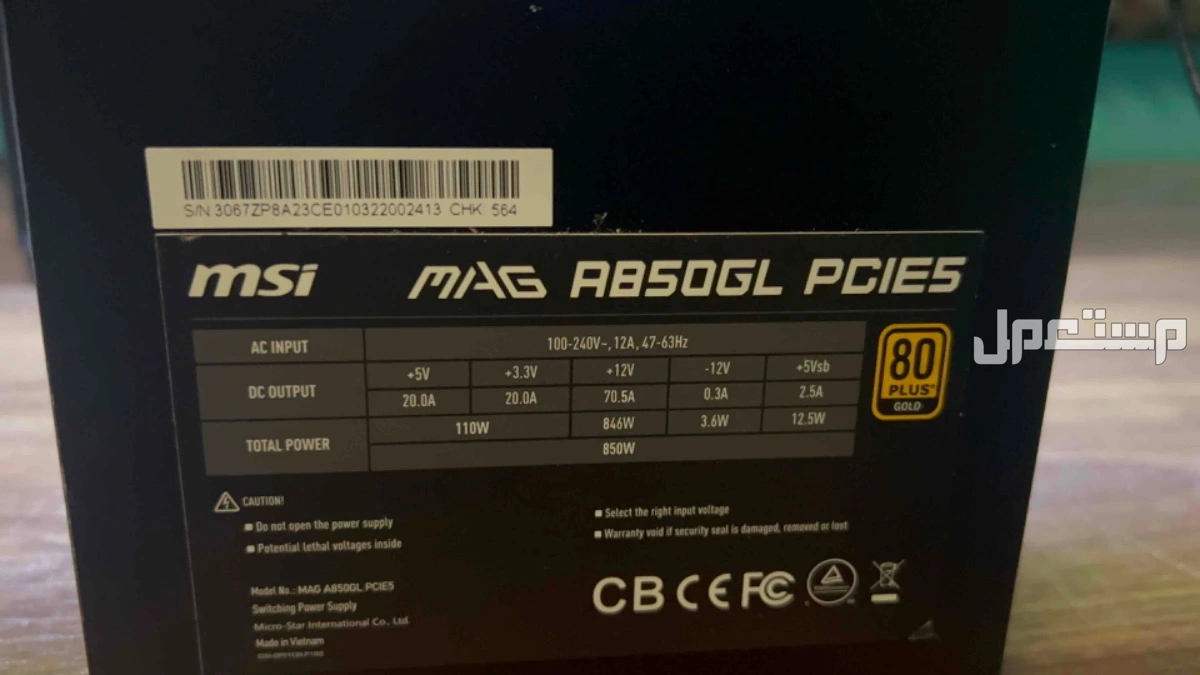 S/N 3067ZP8A23CE010322002413 CHK: 564
msi MAG A850GL PCIE5
AC INPUT 100-240V~, 12A, 47-63Hz
DC OUTPUT +5V +3.3V +12V -12V +5Vsb
20.0A 20.0A 70.5A 0.3A 2.5A
TOTAL POWER 110W 846W 3.6W 12.5W
850W
80
PLUS®
GOLD
مستعمل
CAUTION!
Do not open the power supply
Potential lethal voltages inside
Select the right input voltage
Warranty void if security seal is damaged, removed or lost
Model No.: MAG A850GL PCIE5
Switching Power Supply
Micro-Star International Co., Ltd.
Made in Vietnam
CB CE FC